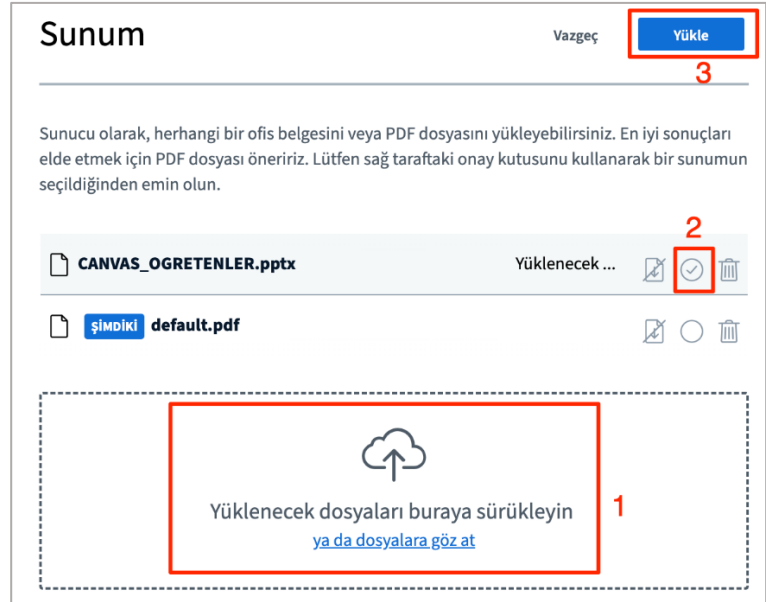 Sunum
Vazgeç
Yükle
3
Sunucu olarak, herhangi bir ofis belgesini veya PDF dosyasını yükleyebilirsiniz. En iyi sonuçları
elde etmek için PDF dosyası öneririz. Lütfen sağ taraftaki onay kutusunu kullanarak bir sunumun
seçildiğinden emin olun.
2
CANVAS_OGRETENLER.pptx Yüklenecek ...
ŞİMDİKİ default.pdf
Yüklenecek dosyaları buraya sürükleyin
1
ya da dosyalara göz at